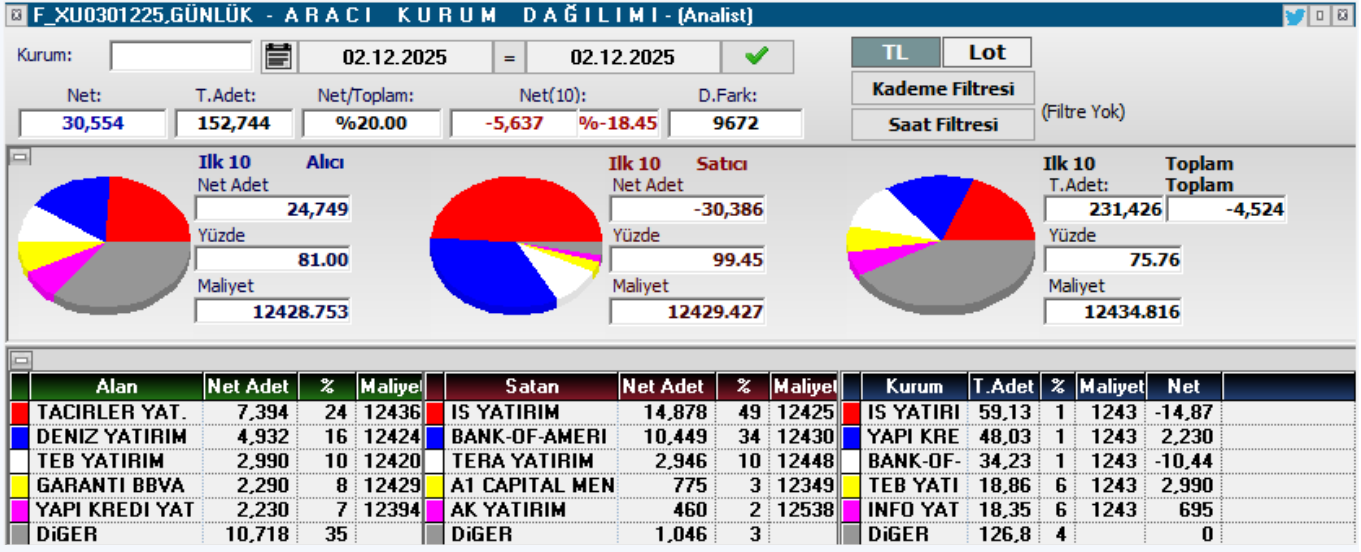 F_XU0301225,GÜNLÜK - A R A C I   K U R U M   D A Ğ I L I M I - (Analist)
Kurum: 02.12.2025 = 02.12.2025 TL Lot
Kademe Filtresi
Net: T.Adet: Net/Toplam: Net(10): D.Fark:
30,554 152,744 %20.00 -5,637 %-18.45 9672 Saat Filtresi (Filtre Yok)
Ilk 10 Alıcı Ilk 10 Satıcı Ilk 10 Toplam
Net Adet Net Adet T.Adet: Toplam
24,749 -30,386 231,426 -4,524
Yüzde Yüzde Yüzde
81.00 99.45 75.76
Maliyet Maliyet Maliyet
12428.753 12429.427 12434.816
Alan Net Adet % Maliyet Satan Net Adet % Maliyet Kurum T.Adet % Maliyet Net
TACIRLER YAT. 7,394 24 12436 IS YATIRIM 14,878 49 12425 IS YATIRI 59,13 1 1243 -14,87
DENIZ YATIRIM 4,932 16 12424 BANK-OF-AMERI 10,449 34 12430 YAPI KRE 48,03 1 1243 2,230
TEB YATIRIM 2,990 10 12420 TERA YATIRIM 2,946 10 12448 BANK-OF- 34,23 1 1243 -10,44
GARANTI BBVA 2,290 8 12429 A1 CAPITAL MEN 775 3 12349 TEB YATI 18,86 6 1243 2,990
YAPI KREDI YAT 2,230 7 12394 AK YATIRIM 460 2 12538 INFO YAT 18,35 6 1243 695
DiGER 10,718 35 DiGER 1,046 3 DiGER 126,8 4 0